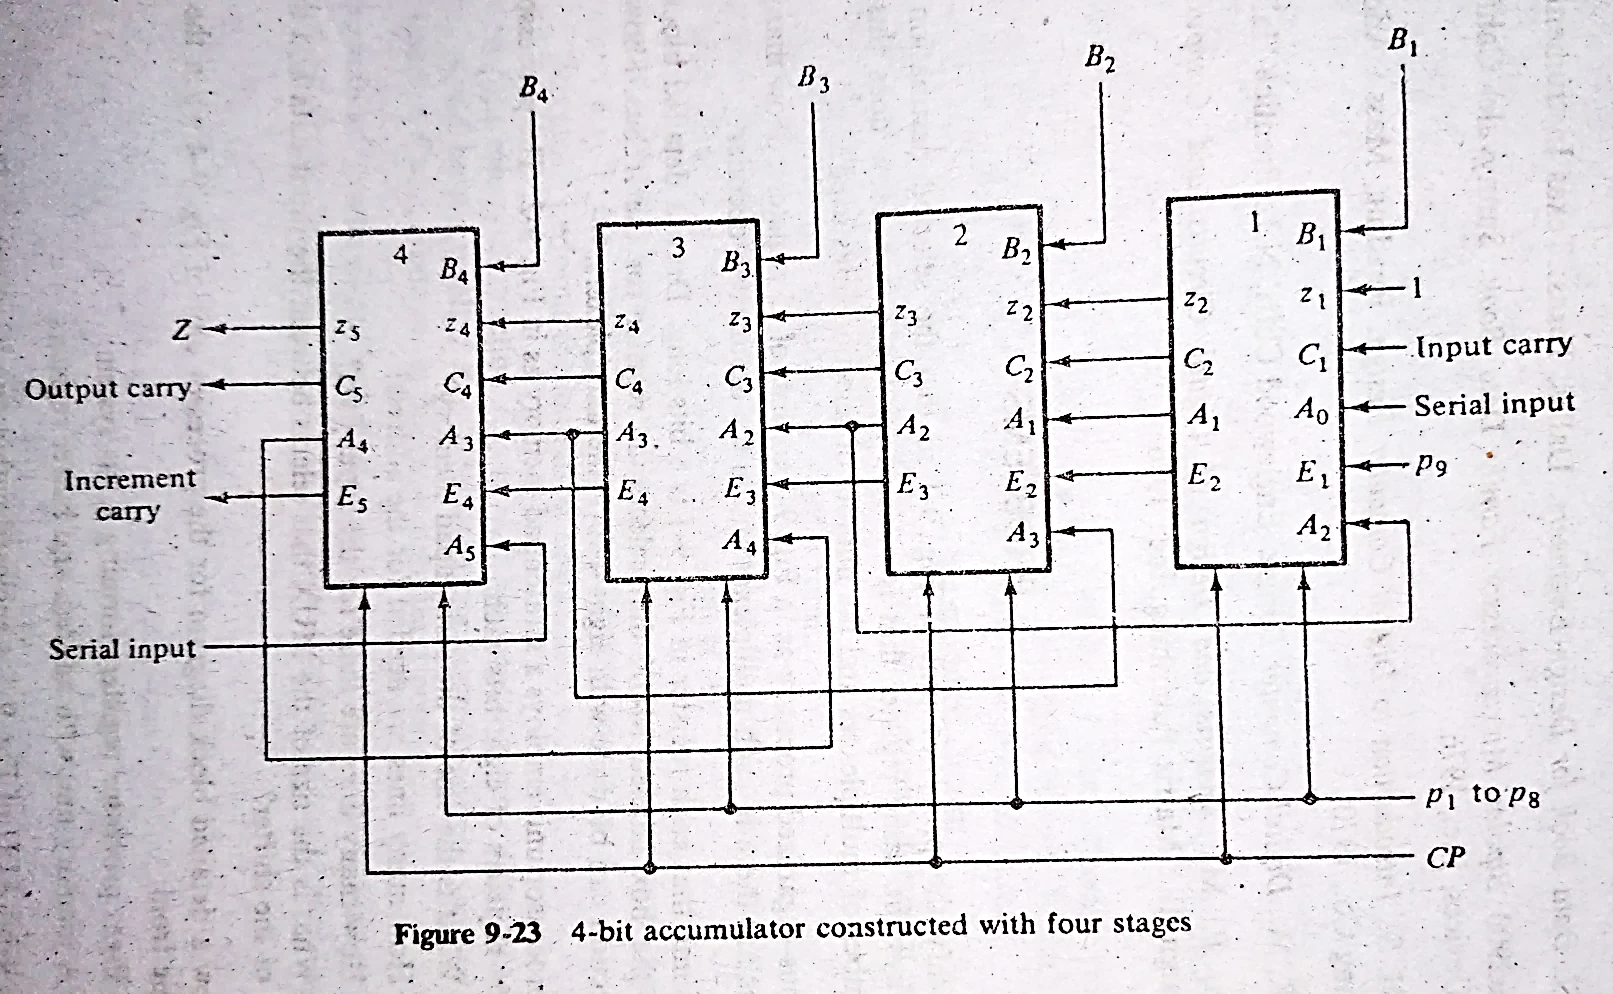 B4
B3
B2
B1
4 B4
3 B3
2 B2
1 B1
Z z5 z4 z4 z3 z3 z2 z2 z1 1
Output carry C5 C4 C4 C3 C3 C2 C2 C1 Input carry
A4 A3 A3 A2 A2 A1 A1 A0 Serial input
Increment
carry
E5 E4 E4 E3 E3 E2 E2 E1 p9
A5 A4 A3 A2
Serial input
p1 to p8
CP
Figure 9-23 4-bit accumulator constructed with four stages